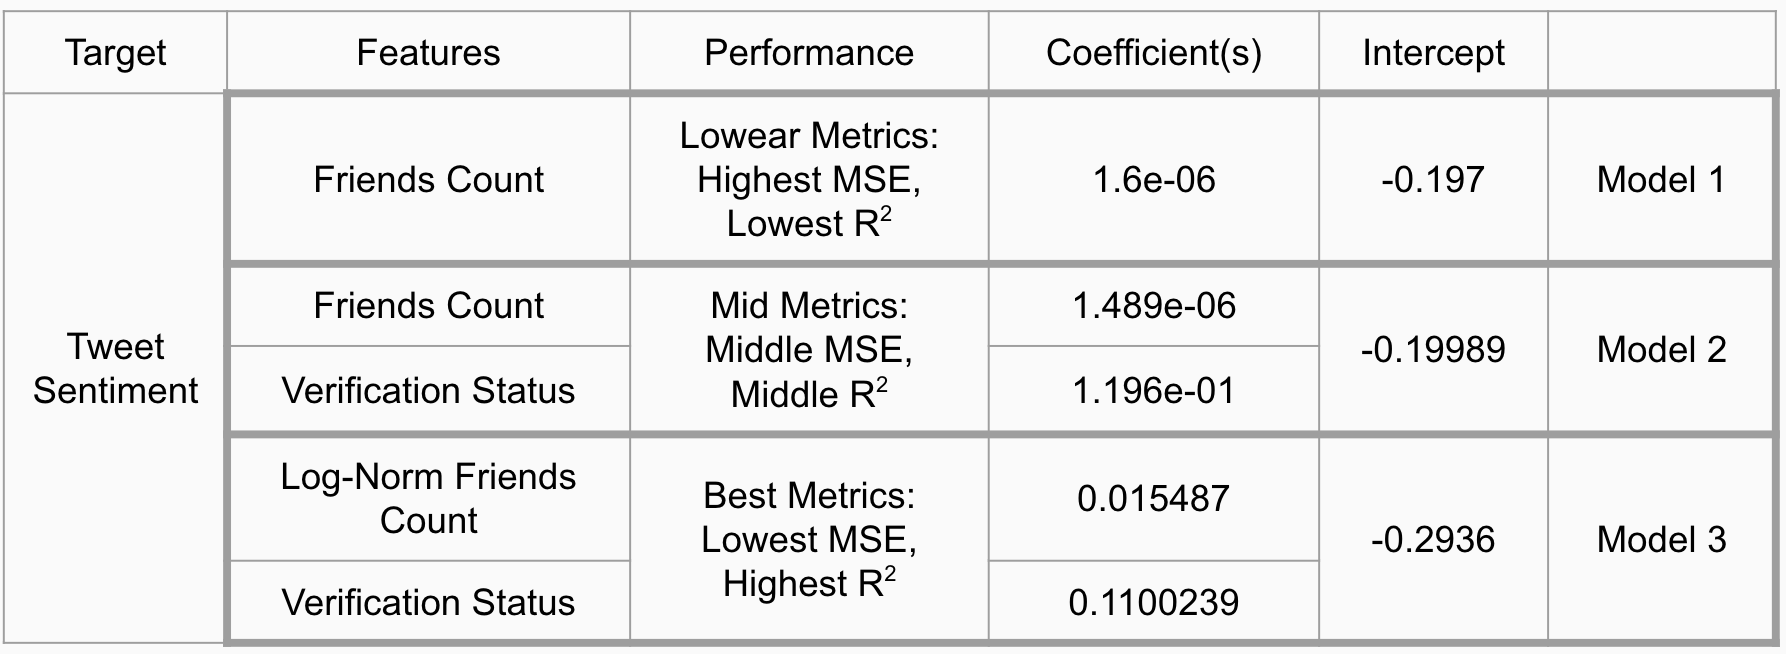 Target
Features
Performance
Coefficient(s)
Intercept
Tweet
Sentiment
Friends Count
Lowear Metrics:
Highest MSE,
Lowest R²
1.6e-06
-0.197
Model 1
Friends Count
Verification Status
Mid Metrics:
Middle MSE,
Middle R²
1.489e-06
1.196e-01
-0.19989
Model 2
Log-Norm Friends
Count
Verification Status
Best Metrics:
Lowest MSE,
Highest R²
0.015487
0.1100239
-0.2936
Model 3